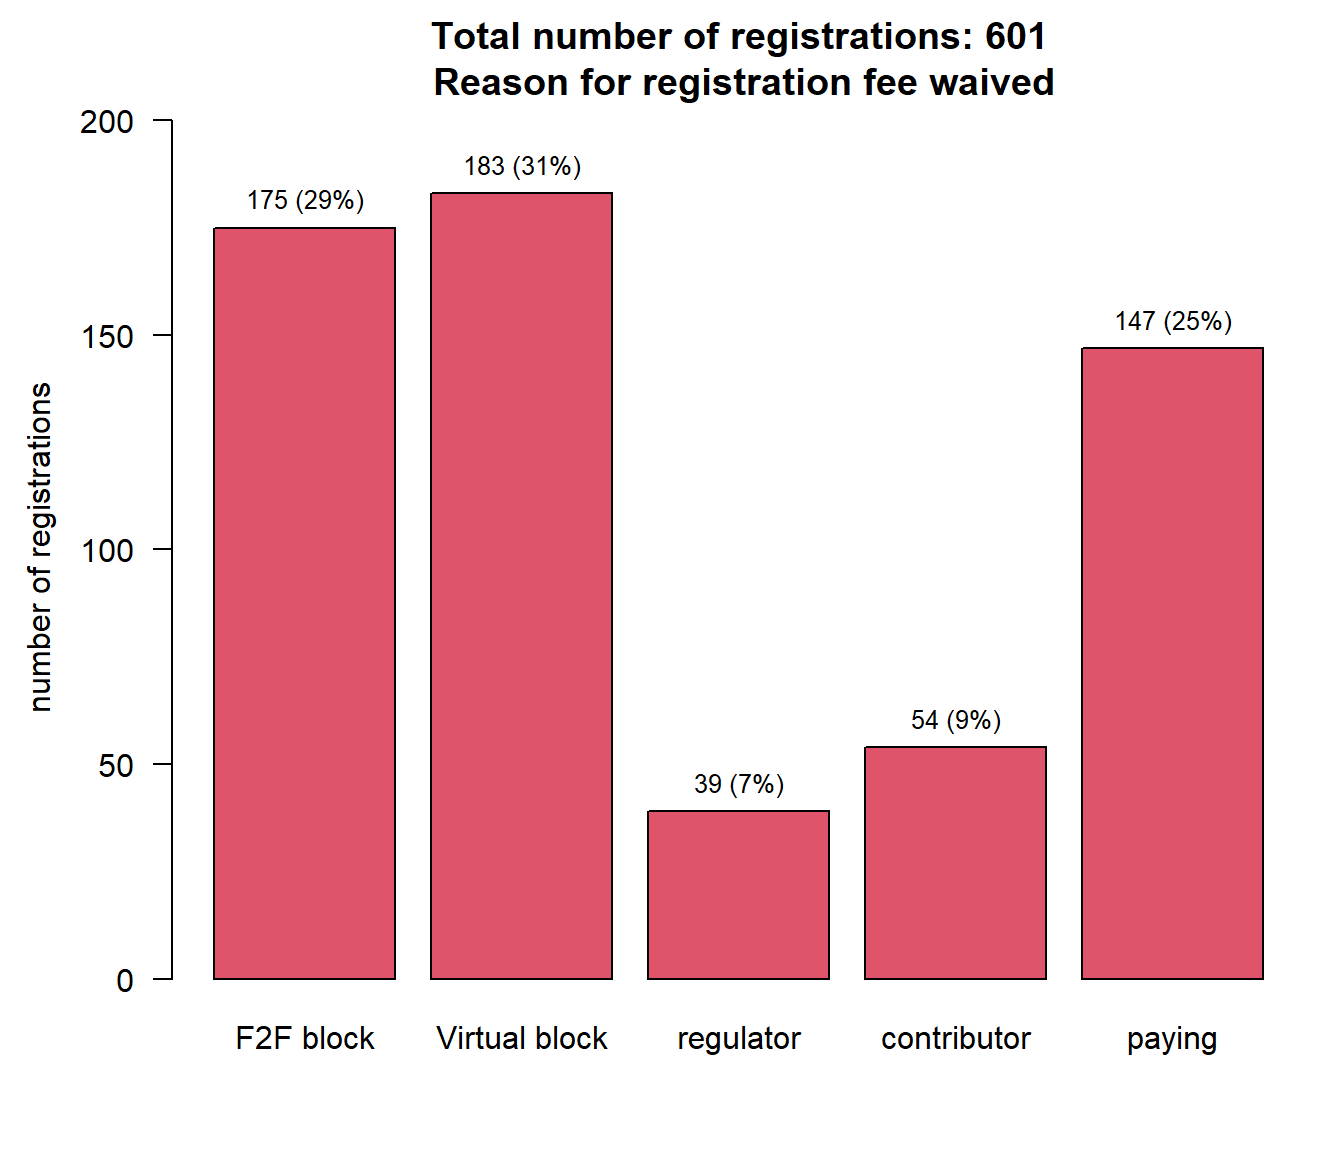 Total number of registrations: 601
Reason for registration fee waived
200
150
100
50
0
number of registrations
175 (29%)
183 (31%)
39 (7%)
54 (9%)
147 (25%)
F2F block
Virtual block
regulator
contributor
paying